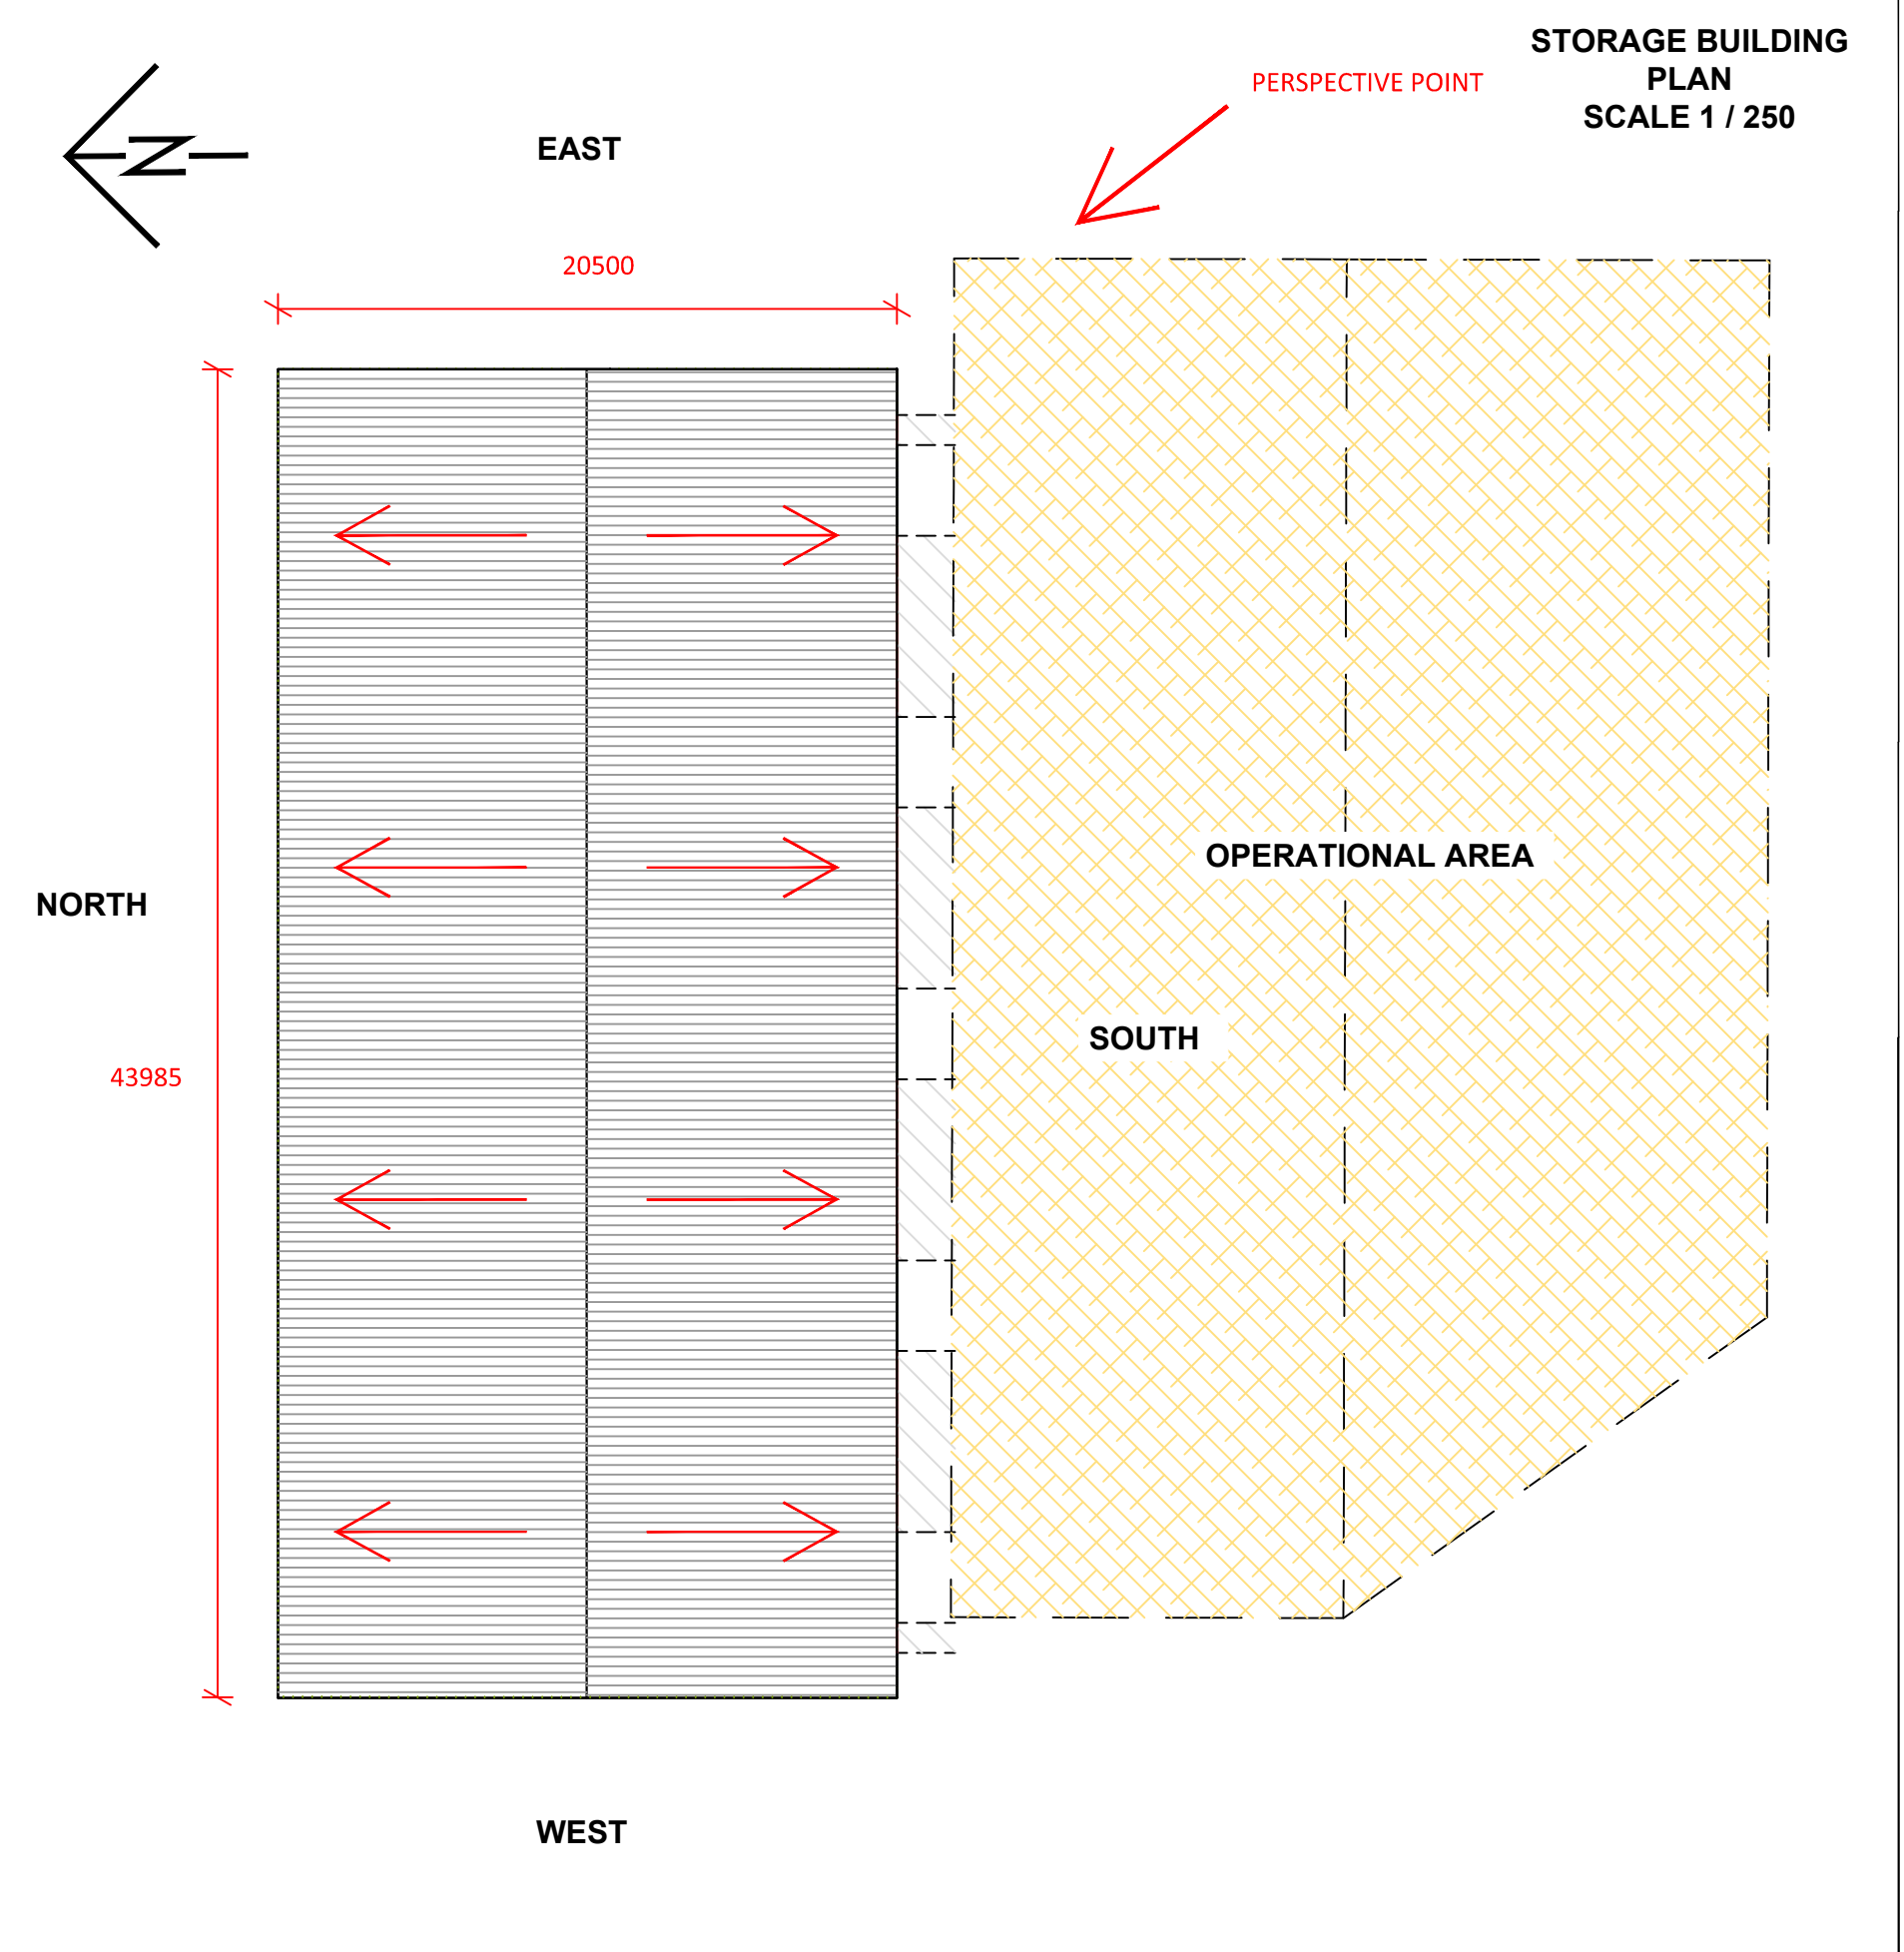 STORAGE BUILDING
PLAN
SCALE 1 / 250
PERSPECTIVE POINT
N
EAST
20500
OPERATIONAL AREA
NORTH
SOUTH
43985
WEST